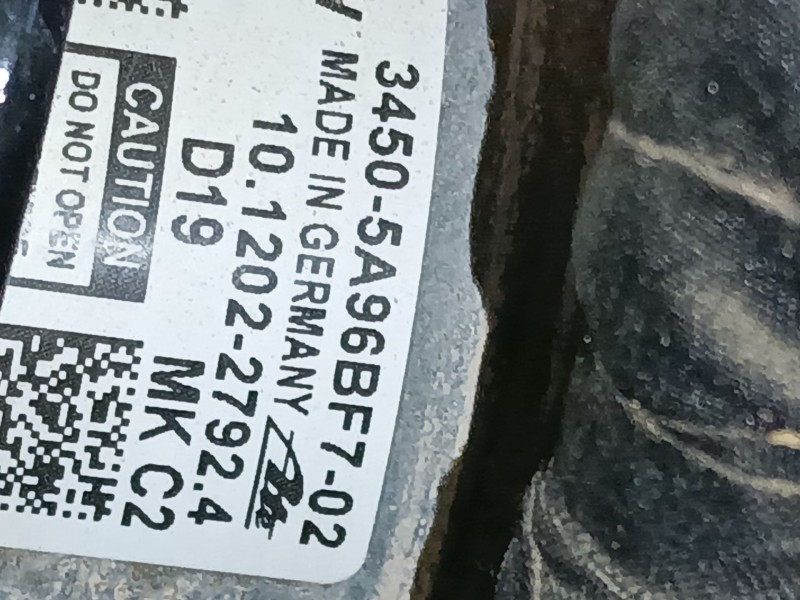 3450-5A96BF7-02
MADE IN GERMANY
10.1202-2792.4
D19 MK C2
CAUTION
DO NOT OPEN